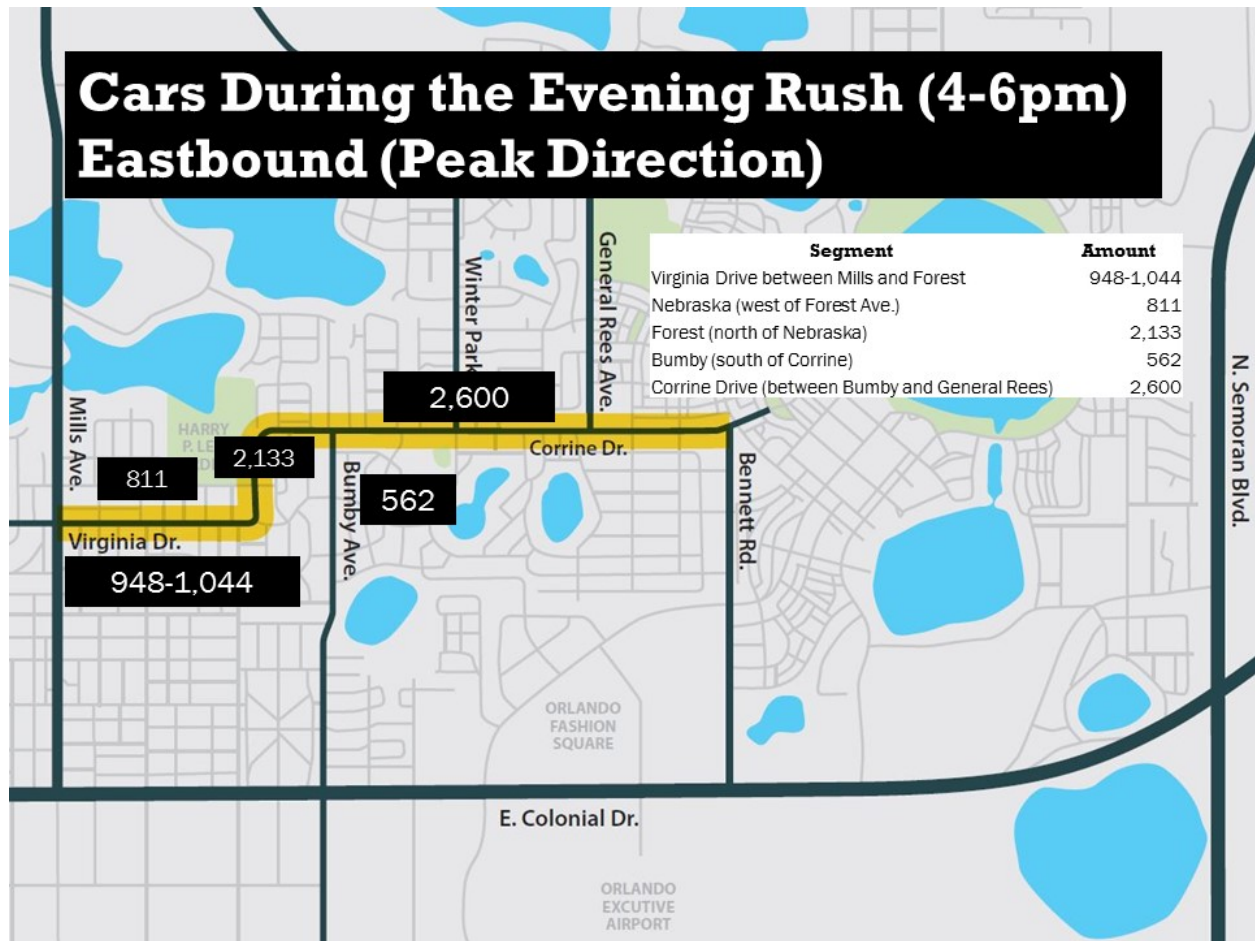 Cars During the Evening Rush (4-6pm)
Eastbound (Peak Direction)
Segment Amount
Virginia Drive between Mills and Forest 948-1,044
Nebraska (west of Forest Ave.) 811
Forest (north of Nebraska) 2,133
Bumby (south of Corrine) 562
Corrine Drive (between Bumby and General Rees) 2,600
Winter Park
General Rees Ave.
N. Semoran Blvd.
2,600
Mills Ave.
HARRY
P. LE
2,133
Corrine Dr.
811
Bumby Ave.
562
Bennett Rd.
Virginia Dr.
948-1,044
ORLANDO
FASHION
SQUARE
E. Colonial Dr.
ORLANDO
EXCUTIVE
AIRPORT